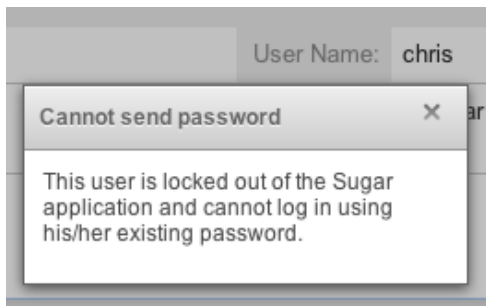 User Name: chris
Cannot send password
ar
This user is locked out of the Sugar
application and cannot log in using
his/her existing password.